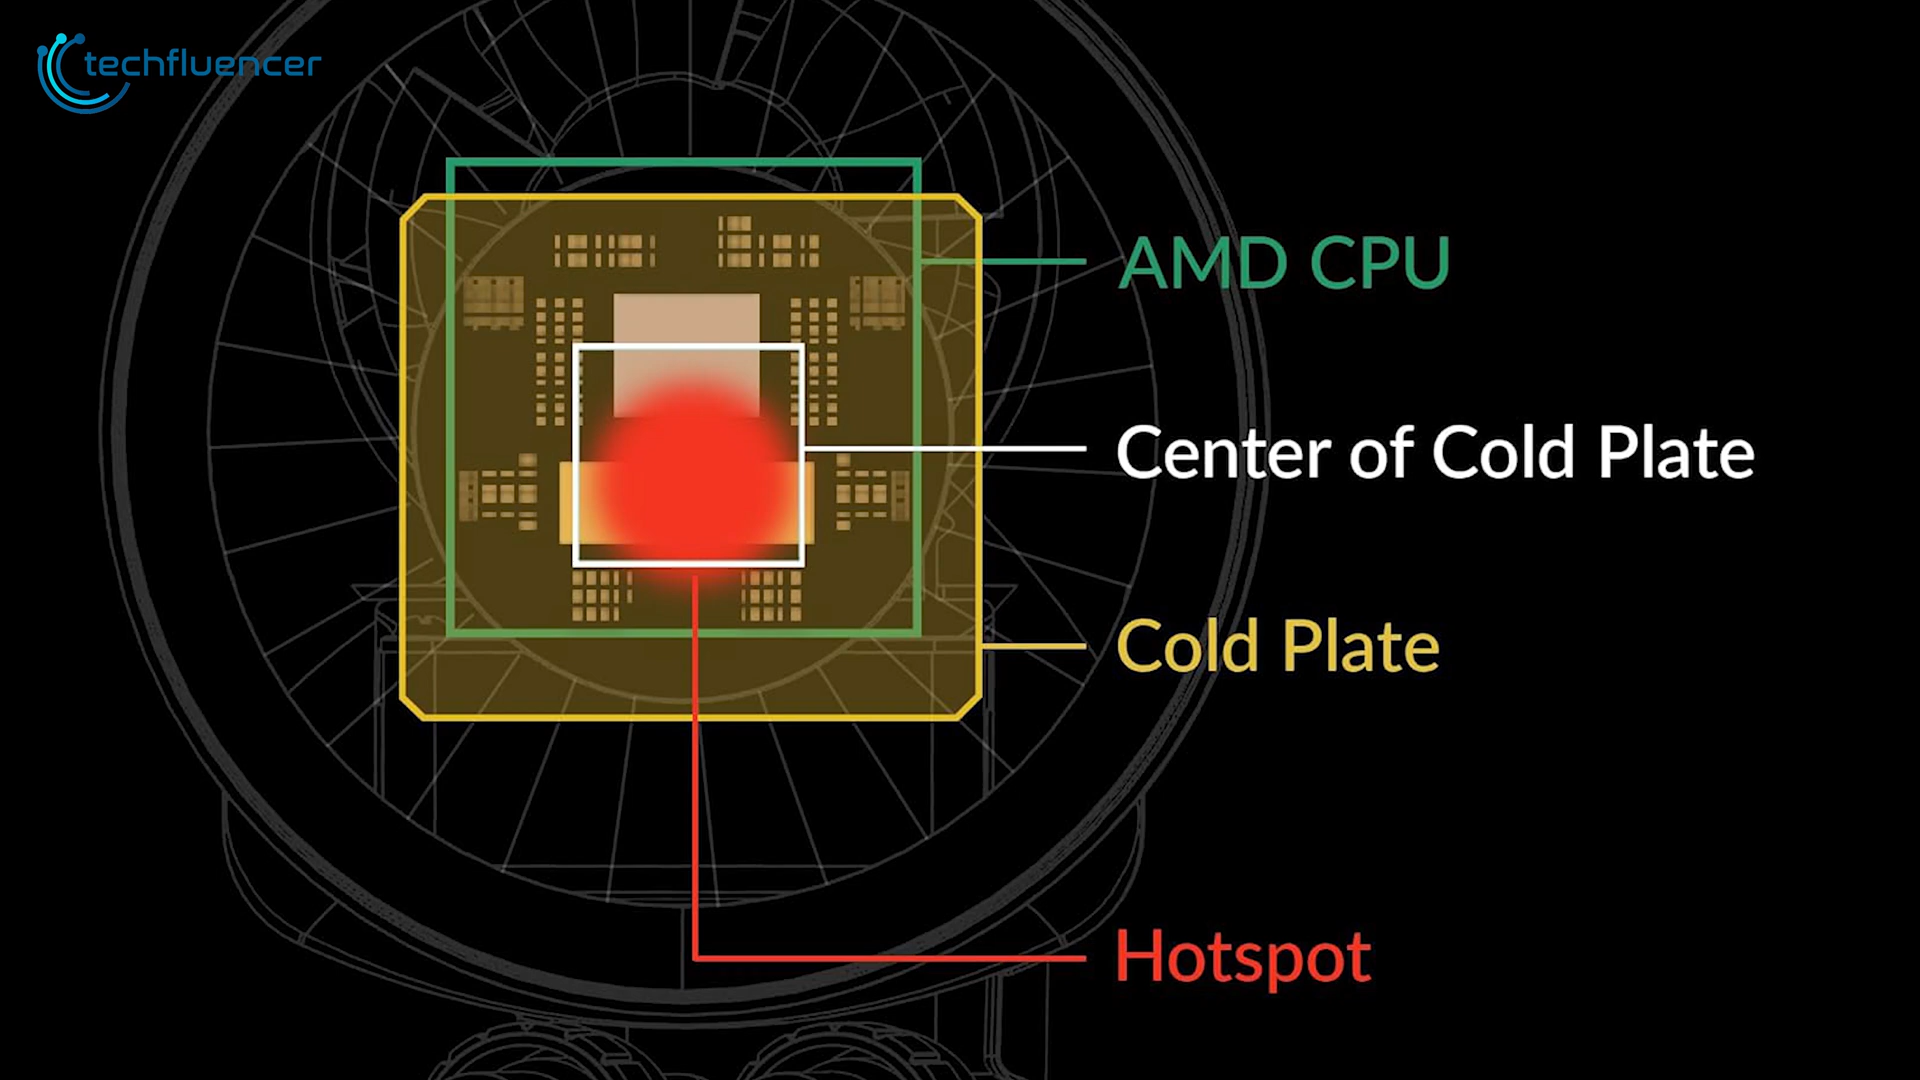 techfluencer
AMD CPU
Center of Cold Plate
Cold Plate
Hotspot